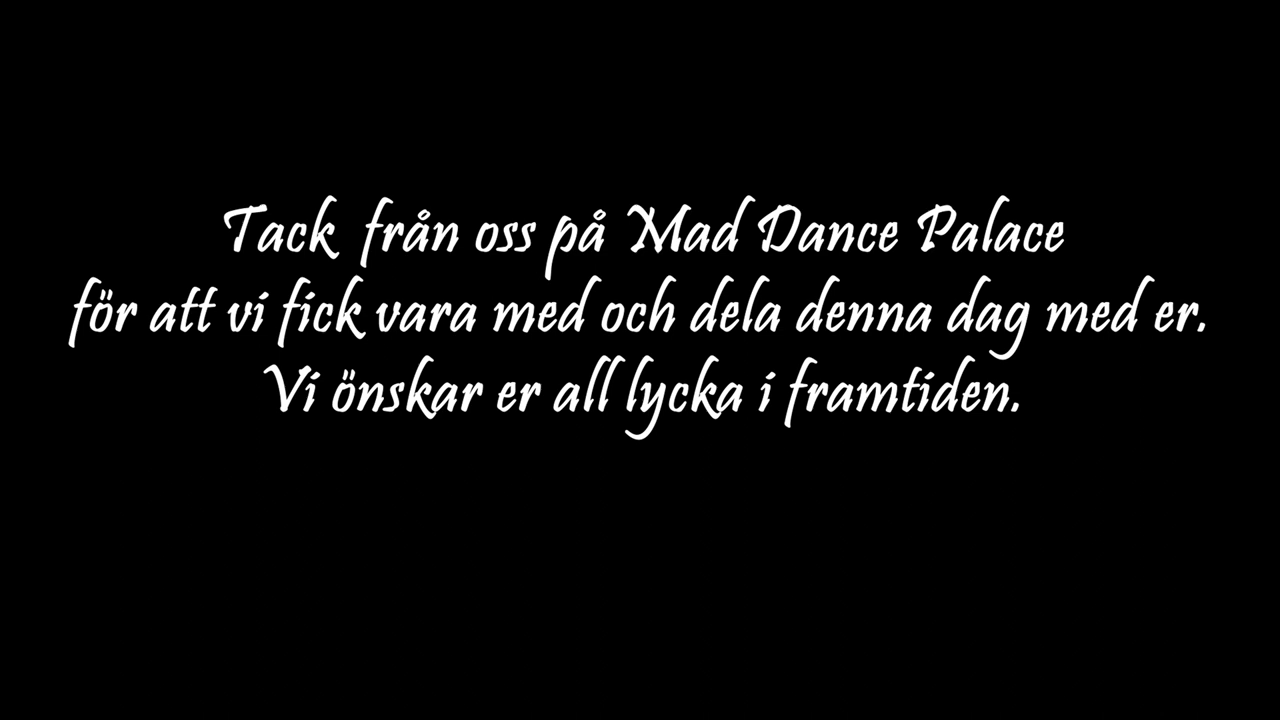 Tack från oss på Mad Dance Palace
för att vi fick vara med och dela denna dag med er.
Vi önskar er all lycka i framtiden.